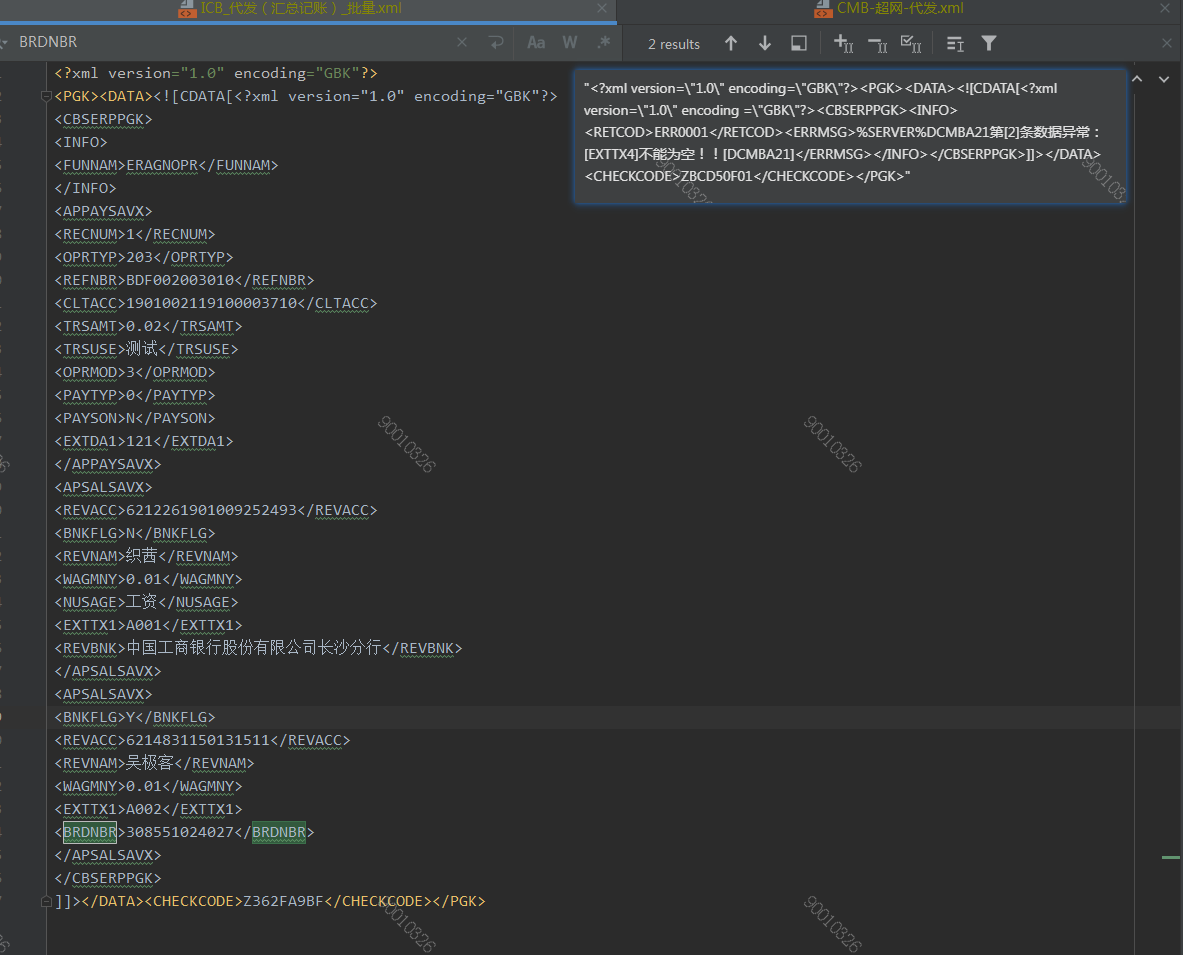 ICB_代发（汇总记账）_批量.xml
CMB-超网-代发.xml
BRDNBR
Aa W .* 2 results
<?xml version="1.0" encoding="GBK"?>
<PGK><DATA><![CDATA[<?xml version="1.0" encoding="GBK"?>
<CBSERPPGK>
<INFO>
<FUNNAM>ERAGNOPR</FUNNAM>
</INFO>
<APPAYSAVX>
<RECNUM>1</RECNUM>
<OPRTYP>203</OPRTYP>
<REFNBR>BDF002003010</REFNBR>
<CLTACC>1901002119100003710</CLTACC>
<TRSAMT>0.02</TRSAMT>
<TRSUSE>测试</TRSUSE>
<OPRMOD>3</OPRMOD>
<PAYTYP>0</PAYTYP>
<PAYSON>N</PAYSON>
<EXTDA1>121</EXTDA1>
</APPAYSAVX>
<APSALSAVX>
<REVACC>6212261901009252493</REVACC>
<BNKFLG>N</BNKFLG>
<REVNAM>织茜</REVNAM>
<WAGMNY>0.01</WAGMNY>
<NUSAGE>工资</NUSAGE>
<EXTTX1>A001</EXTTX1>
<REVBNK>中国工商银行股份有限公司长沙分行</REVBNK>
</APSALSAVX>
<APSALSAVX>
<BNKFLG>Y</BNKFLG>
<REVACC>6214831150131511</REVACC>
<REVNAM>吴极客</REVNAM>
<WAGMNY>0.01</WAGMNY>
<EXTTX1>A002</EXTTX1>
<BRDNBR>308551024027</BRDNBR>
</APSALSAVX>
</CBSERPPGK>
]]></DATA><CHECKCODE>Z362FA9BF</CHECKCODE></PGK>
"<?xml version=\"1.0\" encoding=\"GBK\"?><PGK><DATA><![CDATA[<?xml
version=\"1.0\" encoding =\"GBK\"?><CBSERPPGK><INFO>
<RETCOD>ERR0001</RETCOD><ERRMSG>%SERVER%DCMBA21第[2]条数据异常：
[EXTTX4]不能为空！！[DCMBA21]</ERRMSG></INFO></CBSERPPGK>]]></DATA>
<CHECKCODE>ZBCD50F01</CHECKCODE></PGK>"
90010326
90010326
90010326
90010326
90010326
90010326